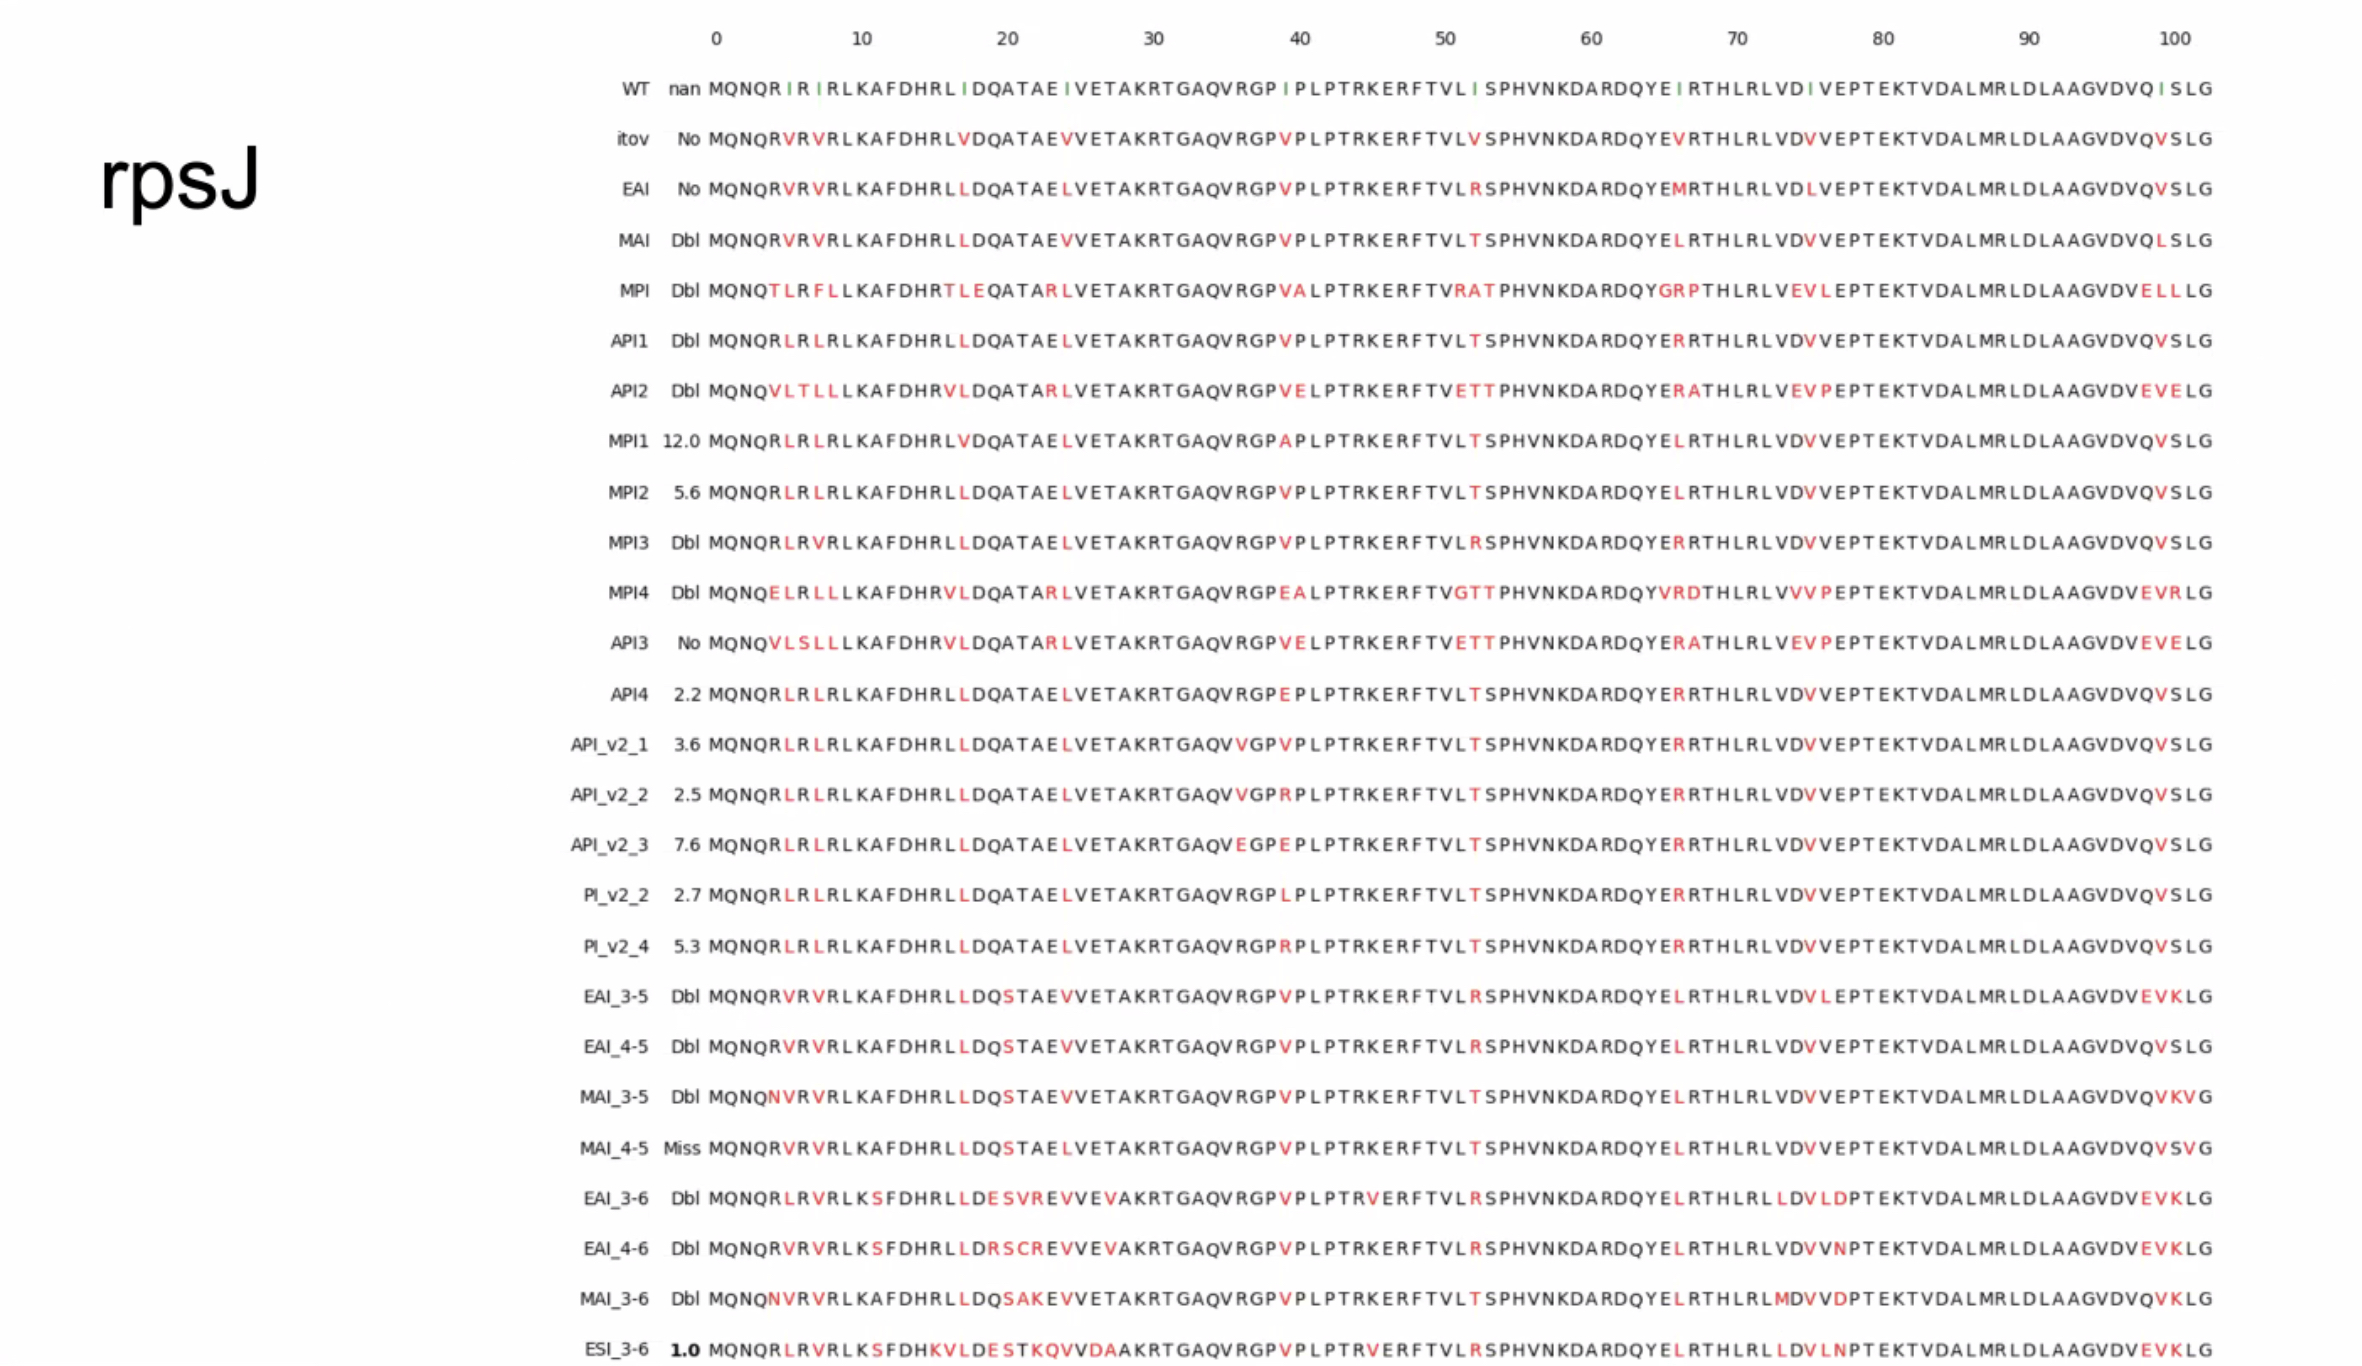 0 10 20 30 40 50 60 70 80 90 100
rpsJ
WT nan MQNQRIRIRLKAFDHRLIDQATAEIVETAKRTGAQVRGPIPLPTRKERFTVLISPHVNKDARDQYEIRTHLRLVDIVEPTEKTVDALMRLDLAAGVDVQISLG
itov No MQNQRVRVRLKAFDHRLVDQATAEVVETAKRTGAQVRGPVPLPTRKERFTVLVSPHVNKDARDQYEVRTHLRLVDVVEPTEKTVDALMRLDLAAGVDVQVSLG
EAI No MQNQRVRVRLKAFDHRLLDQATAELVETAKRTGAQVRGPVPLPTRKERFTVLRSPHVNKDARDQYEMRTHLRLVDLVEPTEKTVDALMRLDLAAGVDVQVSLG
MAI Dbl MQNQRVRVRLKAFDHRLLDQATAEVVETAKRTGAQVRGPVPLPTRKERFTVLTSPHVNKDARDQYELRTHLRLVDVVEPTEKTVDALMRLDLAAGVDVQLSLG
MPI Dbl MQNQTLRFLLKAFDHRTLEQATARLVETAKRTGAQVRGPVALPTRKERFTVRATPHVNKDARDQYGRPTHLRLVEVLEPTEKTVDALMRLDLAAGVDVELLLG
API1 Dbl MQNQRLRLRLKAFDHRLLDQATAELVETAKRTGAQVRGPVPLPTRKERFTVLTSPHVNKDARDQYERRTHLRLVDVVEPTEKTVDALMRLDLAAGVDVQVSLG
API2 Dbl MQNQVLTLLLKAFDHRVLDQATARLVETAKRTGAQVRGPVELPTRKERFTVETTPHVNKDARDQYERATHLRLVEVPEPTEKTVDALMRLDLAAGVDVEVELG
MPI1 12.0 MQNQRLRLRLKAFDHRLVDQATAELVETAKRTGAQVRGPAPLPTRKERFTVLTSPHVNKDARDQYELRTHLRLVDVVEPTEKTVDALMRLDLAAGVDVQVSLG
MPI2 5.6 MQNQRLRLRLKAFDHRLLDQATAELVETAKRTGAQVRGPVPLPTRKERFTVLTSPHVNKDARDQYELRTHLRLVDVVEPTEKTVDALMRLDLAAGVDVQVSLG
MPI3 Dbl MQNQRLRVRLKAFDHRLLDQATAELVETAKRTGAQVRGPVPLPTRKERFTVLRSPHVNKDARDQYERRTHLRLVDVVEPTEKTVDALMRLDLAAGVDVQVSLG
MPI4 Dbl MQNQELRLLLKAFDHRVLDQATARLVETAKRTGAQVRGPEALPTRKERFTVGTTPHVNKDARDQYVRDTHLRLVVVPEPTEKTVDALMRLDLAAGVDVEVRLG
API3 No MQNQVLSLLLKAFDHRVLDQATARLVETAKRTGAQVRGPVELPTRKERFTVETTPHVNKDARDQYERATHLRLVEVPEPTEKTVDALMRLDLAAGVDVEVELG
API4 2.2 MQNQRLRLRLKAFDHRLLDQATAELVETAKRTGAQVRGPEPLPTRKERFTVLTSPHVNKDARDQYERRTHLRLVDVVEPTEKTVDALMRLDLAAGVDVQVSLG
API_v2_1 3.6 MQNQRLRLRLKAFDHRLLDQATAELVETAKRTGAQVVGPVPLPTRKERFTVLTSPHVNKDARDQYERRTHLRLVDVVEPTEKTVDALMRLDLAAGVDVQVSLG
API_v2_2 2.5 MQNQRLRLRLKAFDHRLLDQATAELVETAKRTGAQVVGPRPLPTRKERFTVLTSPHVNKDARDQYERRTHLRLVDVVEPTEKTVDALMRLDLAAGVDVQVSLG
API_v2_3 7.6 MQNQRLRLRLKAFDHRLLDQATAELVETAKRTGAQVEGPEPLPTRKERFTVLTSPHVNKDARDQYERRTHLRLVDVVEPTEKTVDALMRLDLAAGVDVQVSLG
PI_v2_2 2.7 MQNQRLRLRLKAFDHRLLDQATAELVETAKRTGAQVRGPLPLPTRKERFTVLTSPHVNKDARDQYERRTHLRLVDVVEPTEKTVDALMRLDLAAGVDVQVSLG
PI_v2_4 5.3 MQNQRLRLRLKAFDHRLLDQATAELVETAKRTGAQVRGPRPLPTRKERFTVLTSPHVNKDARDQYERRTHLRLVDVVEPTEKTVDALMRLDLAAGVDVQVSLG
EAI_3-5 Dbl MQNQRVRVRLKAFDHRLLDQSTAEVVETAKRTGAQVRGPVPLPTRKERFTVLRSPHVNKDARDQYELRTHLRLVDVLEPTEKTVDALMRLDLAAGVDVEVKLG
EAI_4-5 Dbl MQNQRVRVRLKAFDHRLLDQSTAEVVETAKRTGAQVRGPVPLPTRKERFTVLRSPHVNKDARDQYELRTHLRLVDVVEPTEKTVDALMRLDLAAGVDVQVSLG
MAI_3-5 Dbl MQNQNVRVRLKAFDHRLLDQSTAEVVETAKRTGAQVRGPVPLPTRKERFTVLTSPHVNKDARDQYELRTHLRLVDVVEPTEKTVDALMRLDLAAGVDVQVKVG
MAI_4-5 Miss MQNQRVRVRLKAFDHRLLDQSTAELVETAKRTGAQVRGPVPLPTRKERFTVLTSPHVNKDARDQYELRTHLRLVDVVEPTEKTVDALMRLDLAAGVDVQVSVG
EAI_3-6 Dbl MQNQRLRVRLKSFDHRLLDESVREVVEVAKRTGAQVRGPVPLPTRVERFTVLRSPHVNKDARDQYELRTHLRLLDVLDPTEKTVDALMRLDLAAGVDVEVKLG
EAI_4-6 Dbl MQNQRVRVRLKSFDHRLLDRSCREVVEVAKRTGAQVRGPVPLPTRKERFTVLRSPHVNKDARDQYELRTHLRLVDVVNPTEKTVDALMRLDLAAGVDVEVKLG
MAI_3-6 Dbl MQNQNVRVRLKAFDHRLLDQSAKEVVETAKRTGAQVRGPVPLPTRKERFTVLTSPHVNKDARDQYELRTHLRLMDVVDPTEKTVDALMRLDLAAGVDVQVKLG
ESI_3-6 1.0 MQNQRLRVRLKSFDHKVLDESTKQVVDAAKRTGAQVRGPVPLPTRVERFTVLRSPHVNKDARDQYELRTHLRLLDVLNPTEKTVDALMRLDLAAGVDVEVKLG